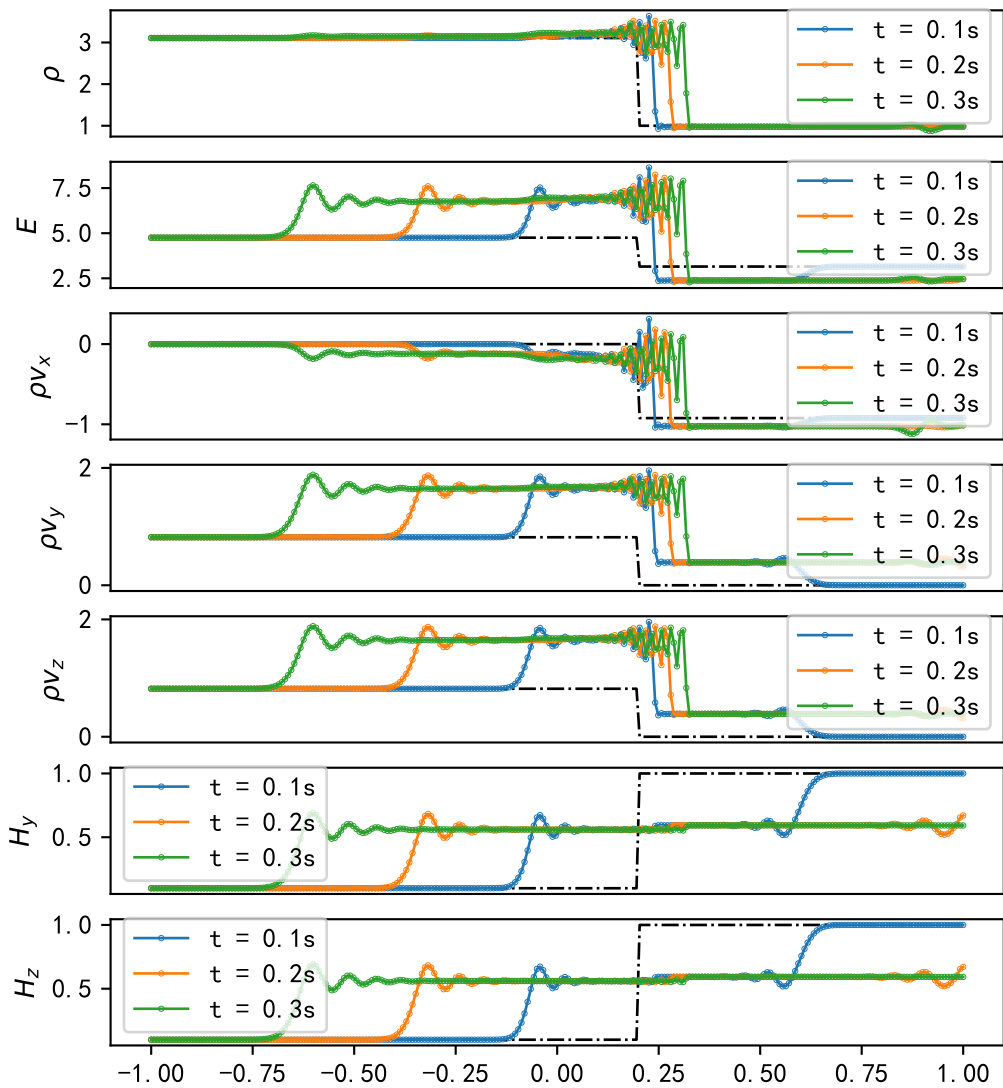 3
2
1
ρ
t = 0.1s
t = 0.2s
t = 0.3s
7.5
5.0
2.5
E
t = 0.1s
t = 0.2s
t = 0.3s
0
−1
ρvₓ
t = 0.1s
t = 0.2s
t = 0.3s
2
0
ρv_y
t = 0.1s
t = 0.2s
t = 0.3s
2
0
ρv_z
t = 0.1s
t = 0.2s
t = 0.3s
1.0
0.5
H_y
t = 0.1s
t = 0.2s
t = 0.3s
1.0
0.5
H_z
t = 0.1s
t = 0.2s
t = 0.3s
−1.00 −0.75 −0.50 −0.25 0.00 0.25 0.50 0.75 1.00